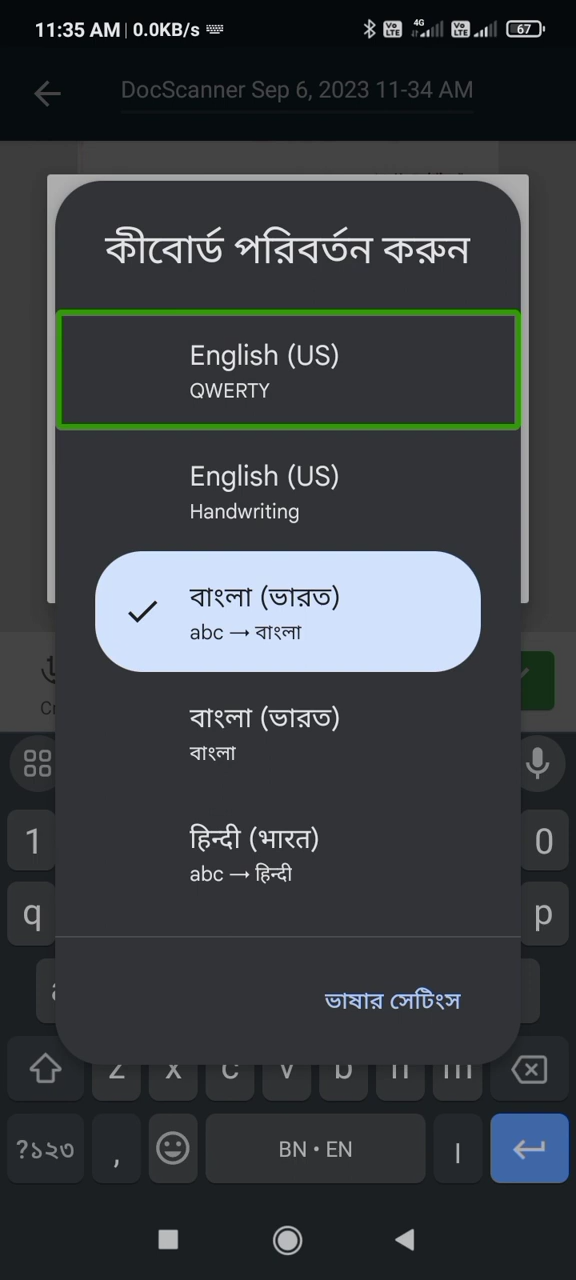 11:35 AM | 0.0KB/s 4G 67
DocScanner Sep 6, 2023 11-34 AM
কীবোর্ড পরিবর্তন করুন
English (US)
QWERTY
English (US)
Handwriting
বাংলা (ভারত)
abc → বাংলা
বাংলা (ভারত)
বাংলা
हिन्दी (भारत)
abc → हिन्दी
ভাষার সেটিংস
1 0
q p
z x c v b n m
?১২৩ , BN • EN ।